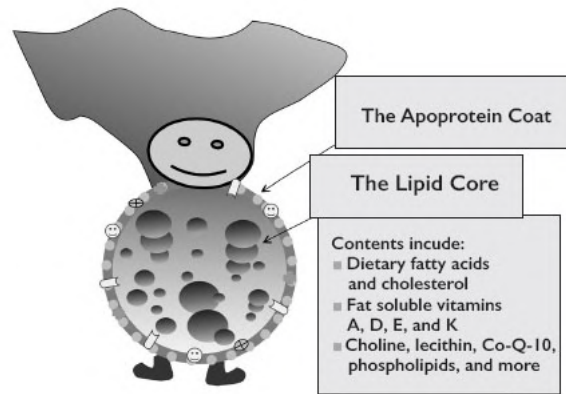 The Apoprotein Coat
The Lipid Core
Contents incude:
■ Dietary fatty acids
and cholesterol
■ Fat soluble vitamins
A, D, E, and K
■ Choline, lecithin, Co-Q-10,
phospholipids, and more